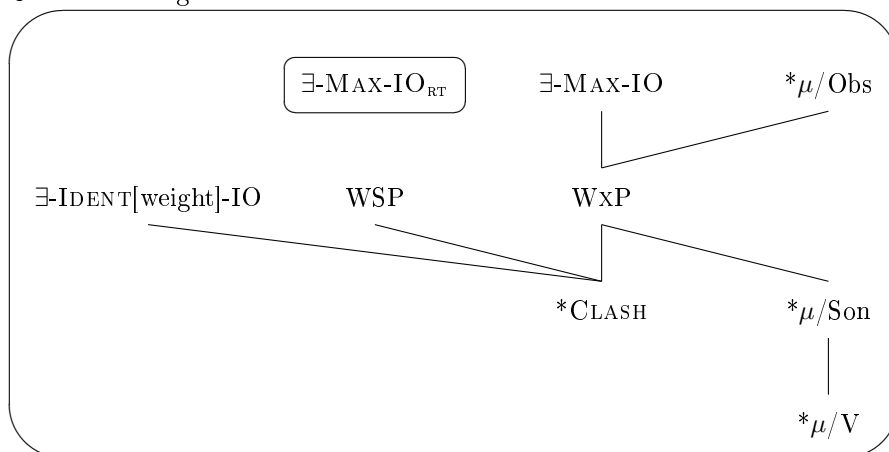 ∃-MAX-IO_RT ∃-MAX-IO *μ/Obs
∃-IDENT[weight]-IO WSP WXP
*CLASH *μ/Son
*μ/V